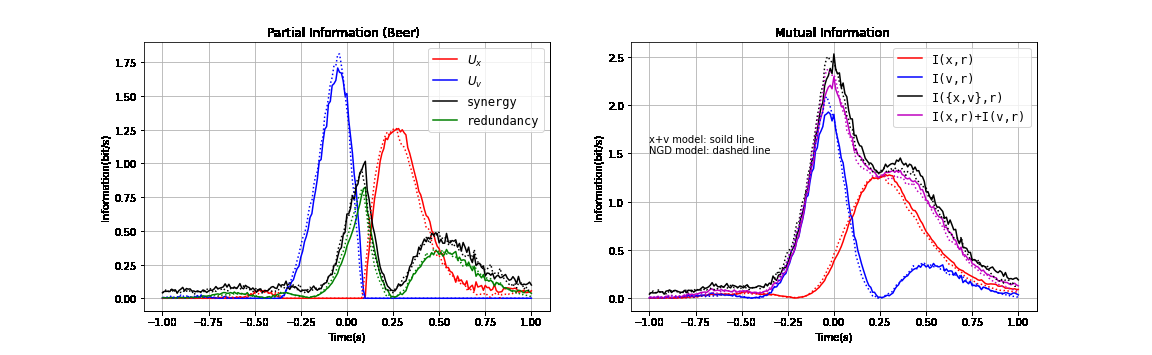 Partial Information (Beer)
Information(bit/s)
1.75
1.50
1.25
1.00
0.75
0.50
0.25
0.00
Uₓ
Uᵥ
synergy
redundancy
−1.00 −0.75 −0.50 −0.25 0.00 0.25 0.50 0.75 1.00
Time(s)
Mutual Information
Information(bit/s)
2.5
2.0
1.5
1.0
0.5
0.0
I(x,r)
I(v,r)
I({x,v},r)
I(x,r)+I(v,r)
x+v model: soild line
NGD model: dashed line
−1.00 −0.75 −0.50 −0.25 0.00 0.25 0.50 0.75 1.00
Time(s)